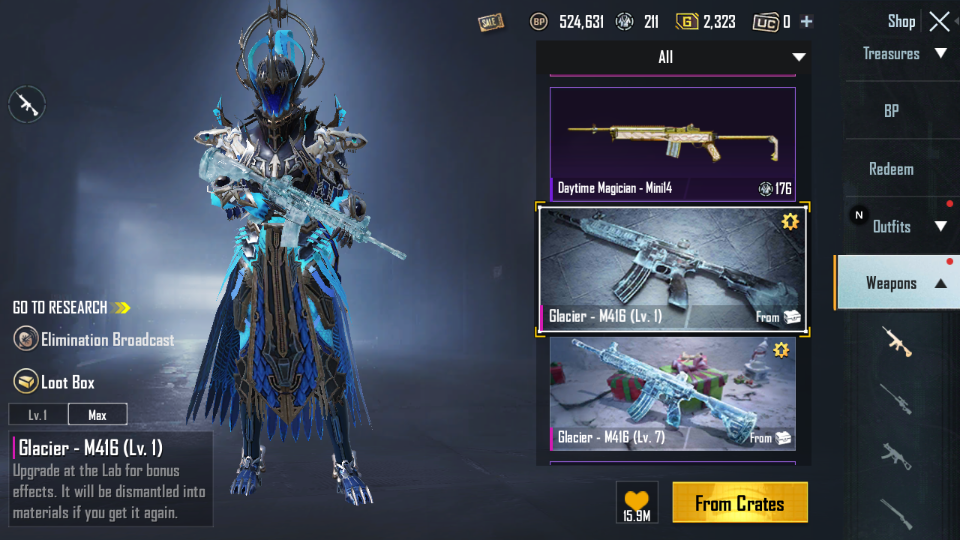 SALE
BP 524,631
211
G 2,323
UC 0 +
Shop
All
Treasures
BP
Redeem
N
Outfits
Weapons
Daytime Magician - Mini14
176
Glacier - M416 (Lv. 1)
From
Glacier - M416 (Lv. 7)
From
GO TO RESEARCH
Elimination Broadcast
Loot Box
Lv. 1
Max
Glacier - M416 (Lv. 1)
Upgrade at the Lab for bonus
effects. It will be dismantled into
materials if you get it again.
15.9M
From Crates